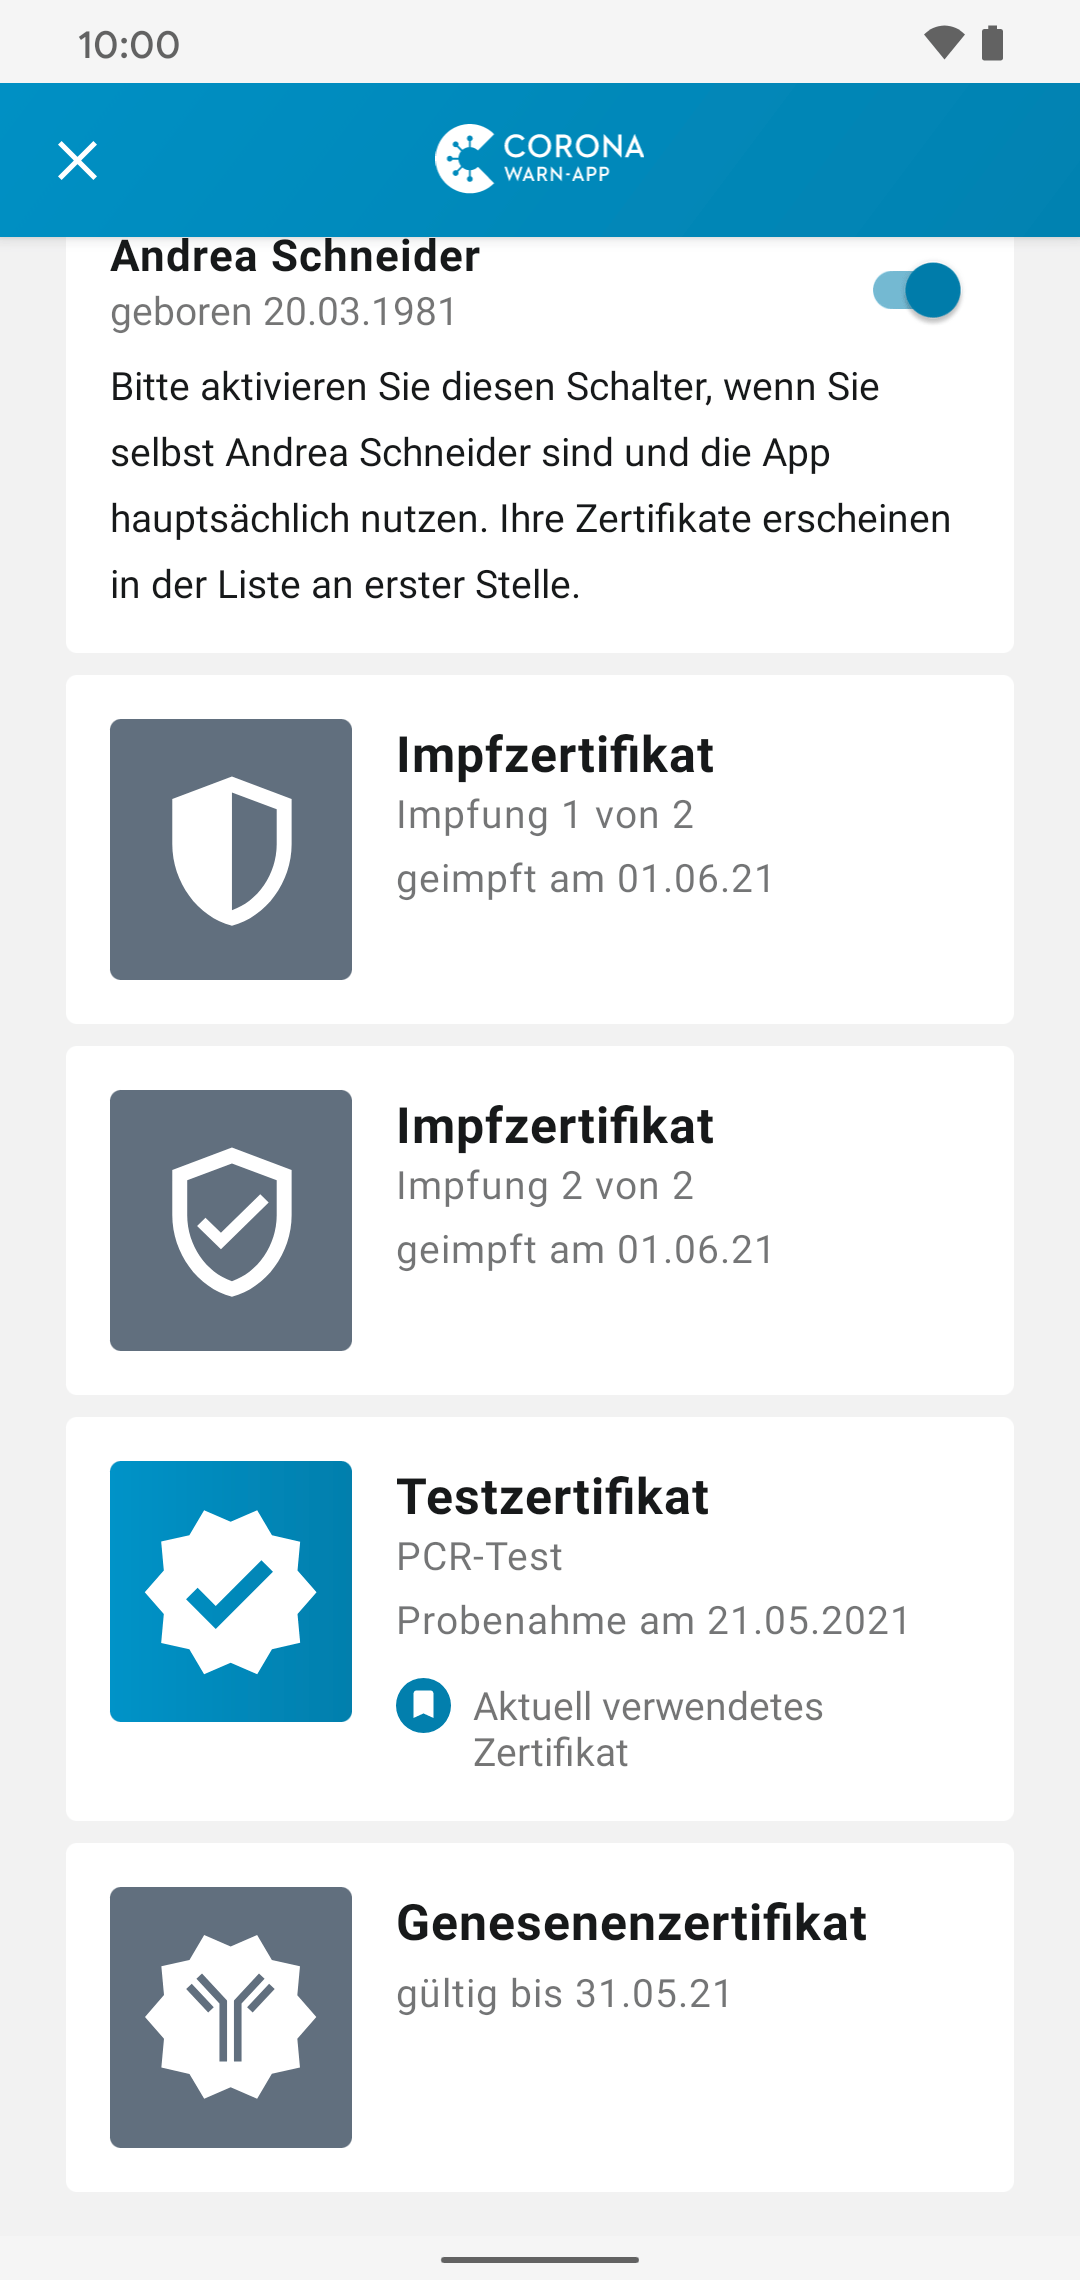 10:00
CORONA
WARN-APP
Andrea Schneider
geboren 20.03.1981
Bitte aktivieren Sie diesen Schalter, wenn Sie
selbst Andrea Schneider sind und die App
hauptsächlich nutzen. Ihre Zertifikate erscheinen
in der Liste an erster Stelle.
Impfzertifikat
Impfung 1 von 2
geimpft am 01.06.21
Impfzertifikat
Impfung 2 von 2
geimpft am 01.06.21
Testzertifikat
PCR-Test
Probenahme am 21.05.2021
Aktuell verwendetes
Zertifikat
Genesenenzertifikat
gültig bis 31.05.21